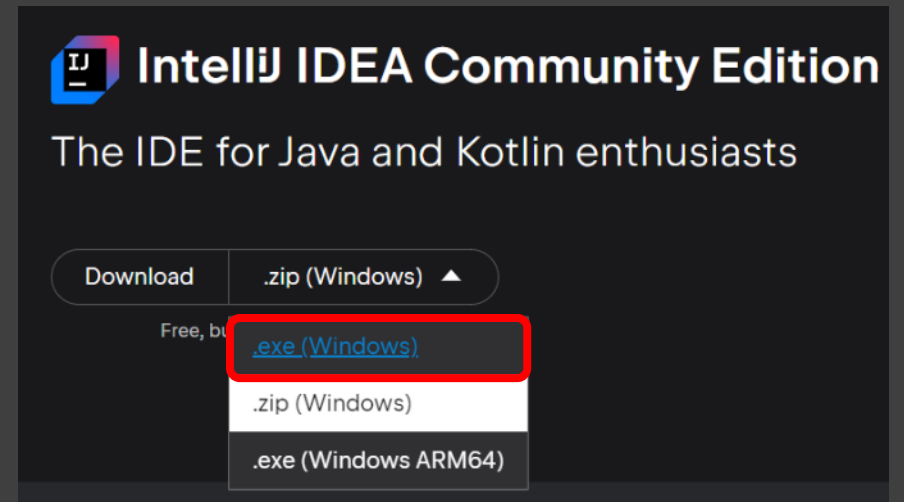 IJ
IntelliJ IDEA Community Edition
The IDE for Java and Kotlin enthusiasts
Download
.zip (Windows)
Free,
.exe (Windows)
.zip (Windows)
.exe (Windows ARM64)